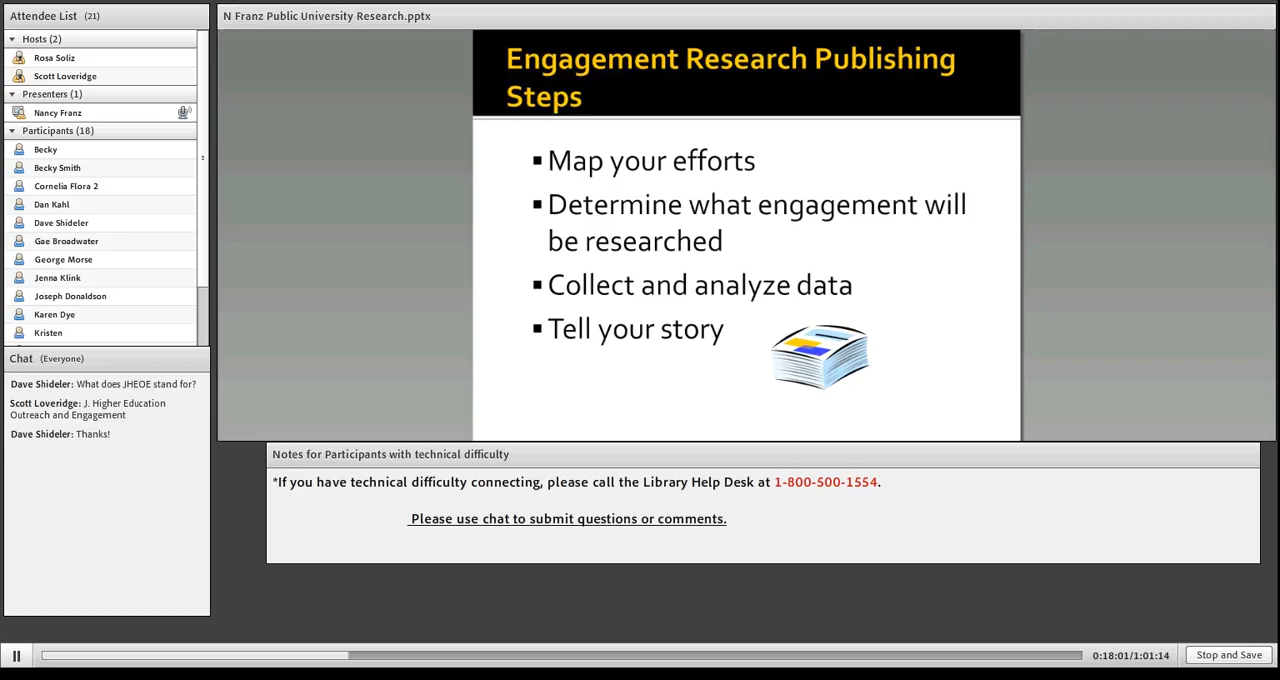 Attendee List (21)
Hosts (2)
Rosa Soliz
Scott Loveridge
Presenters (1)
Nancy Franz
Participants (18)
Becky
Becky Smith
Cornelia Flora 2
Dan Kahl
Dave Shideler
Gae Broadwater
George Morse
Jenna Klink
Joseph Donaldson
Karen Dye
Kristen
Chat (Everyone)
Dave Shideler: What does JHEOE stand for?
Scott Loveridge: J. Higher Education
Outreach and Engagement
Dave Shideler: Thanks!
N Franz Public University Research.pptx
Engagement Research Publishing
Steps
▪ Map your efforts
▪ Determine what engagement will
be researched
▪ Collect and analyze data
▪ Tell your story
Notes for Participants with technical difficulty
*If you have technical difficulty connecting, please call the Library Help Desk at 1-800-500-1554.
Please use chat to submit questions or comments.
0:18:01/1:01:14
Stop and Save